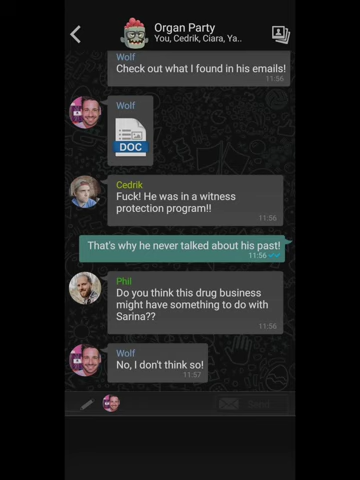 Organ Party
You, Cedrik, Ciara, Ya..
Wolf
Check out what I found in his emails!
11:56
Wolf
DOC
Cedrik
Fuck! He was in a witness
protection program!!
11:56
That's why he never talked about his past!
11:56
Phil
Do you think this drug business
might have something to do with
Sarina??
11:56
Wolf
No, I don't think so!
11:57
Send